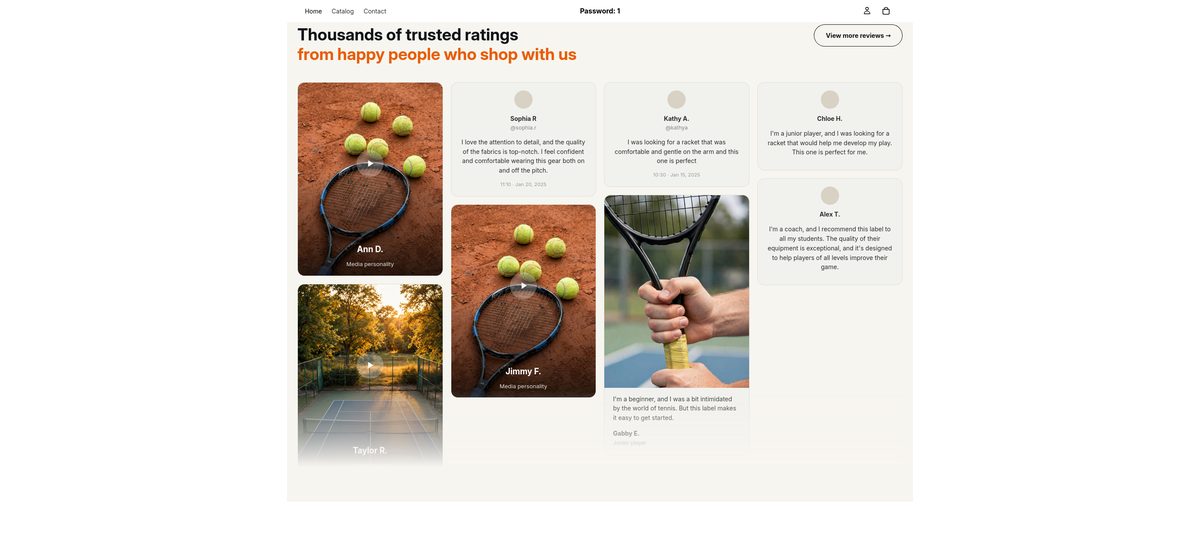 Home Catalog Contact
Password: 1
Thousands of trusted ratings
from happy people who shop with us
View more reviews →
Ann D.
Media personality
Taylor R.
Sophia R
@sophia.r
I love the attention to detail, and the quality
of the fabrics is top-notch. I feel confident
and comfortable wearing this gear both on
and off the pitch.
11:10 · Jan 20, 2025
Jimmy F.
Media personality
Kathy A.
@kathya
I was looking for a racket that was
comfortable and gentle on the arm and this
one is perfect
10:30 · Jan 15, 2025
I'm a beginner, and I was a bit intimidated
by the world of tennis. But this label makes
it easy to get started.
Gabby E.
Junior player
Chloe H.
I'm a junior player, and I was looking for a
racket that would help me develop my play.
This one is perfect for me.
Alex T.
I'm a coach, and I recommend this label to
all my students. The quality of their
equipment is exceptional, and it's designed
to help players of all levels improve their
game.